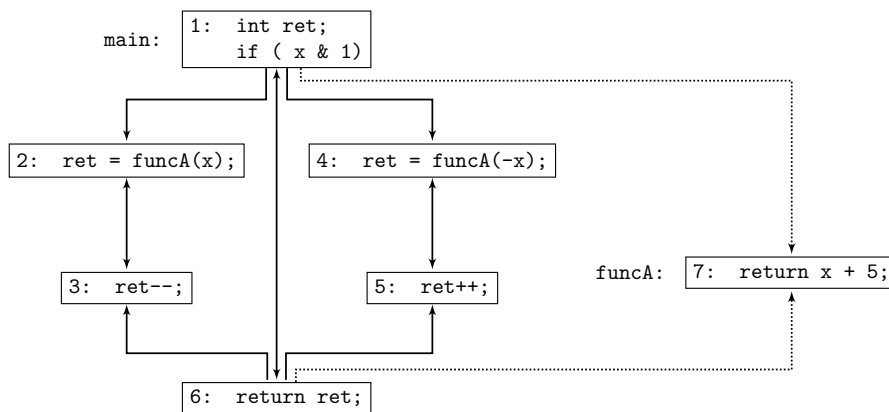 main:
1: int ret;
if ( x & 1)
2: ret = funcA(x);
4: ret = funcA(-x);
funcA:
7: return x + 5;
3: ret--;
5: ret++;
6: return ret;